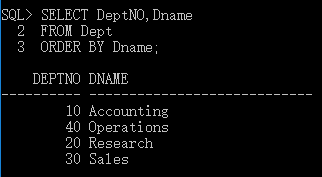 SQL> SELECT DeptNO,Dname
  2  FROM Dept
  3  ORDER BY Dname;
    DEPTNO DNAME
---------- ----------------------------
        10 Accounting
        40 Operations
        20 Research
        30 Sales